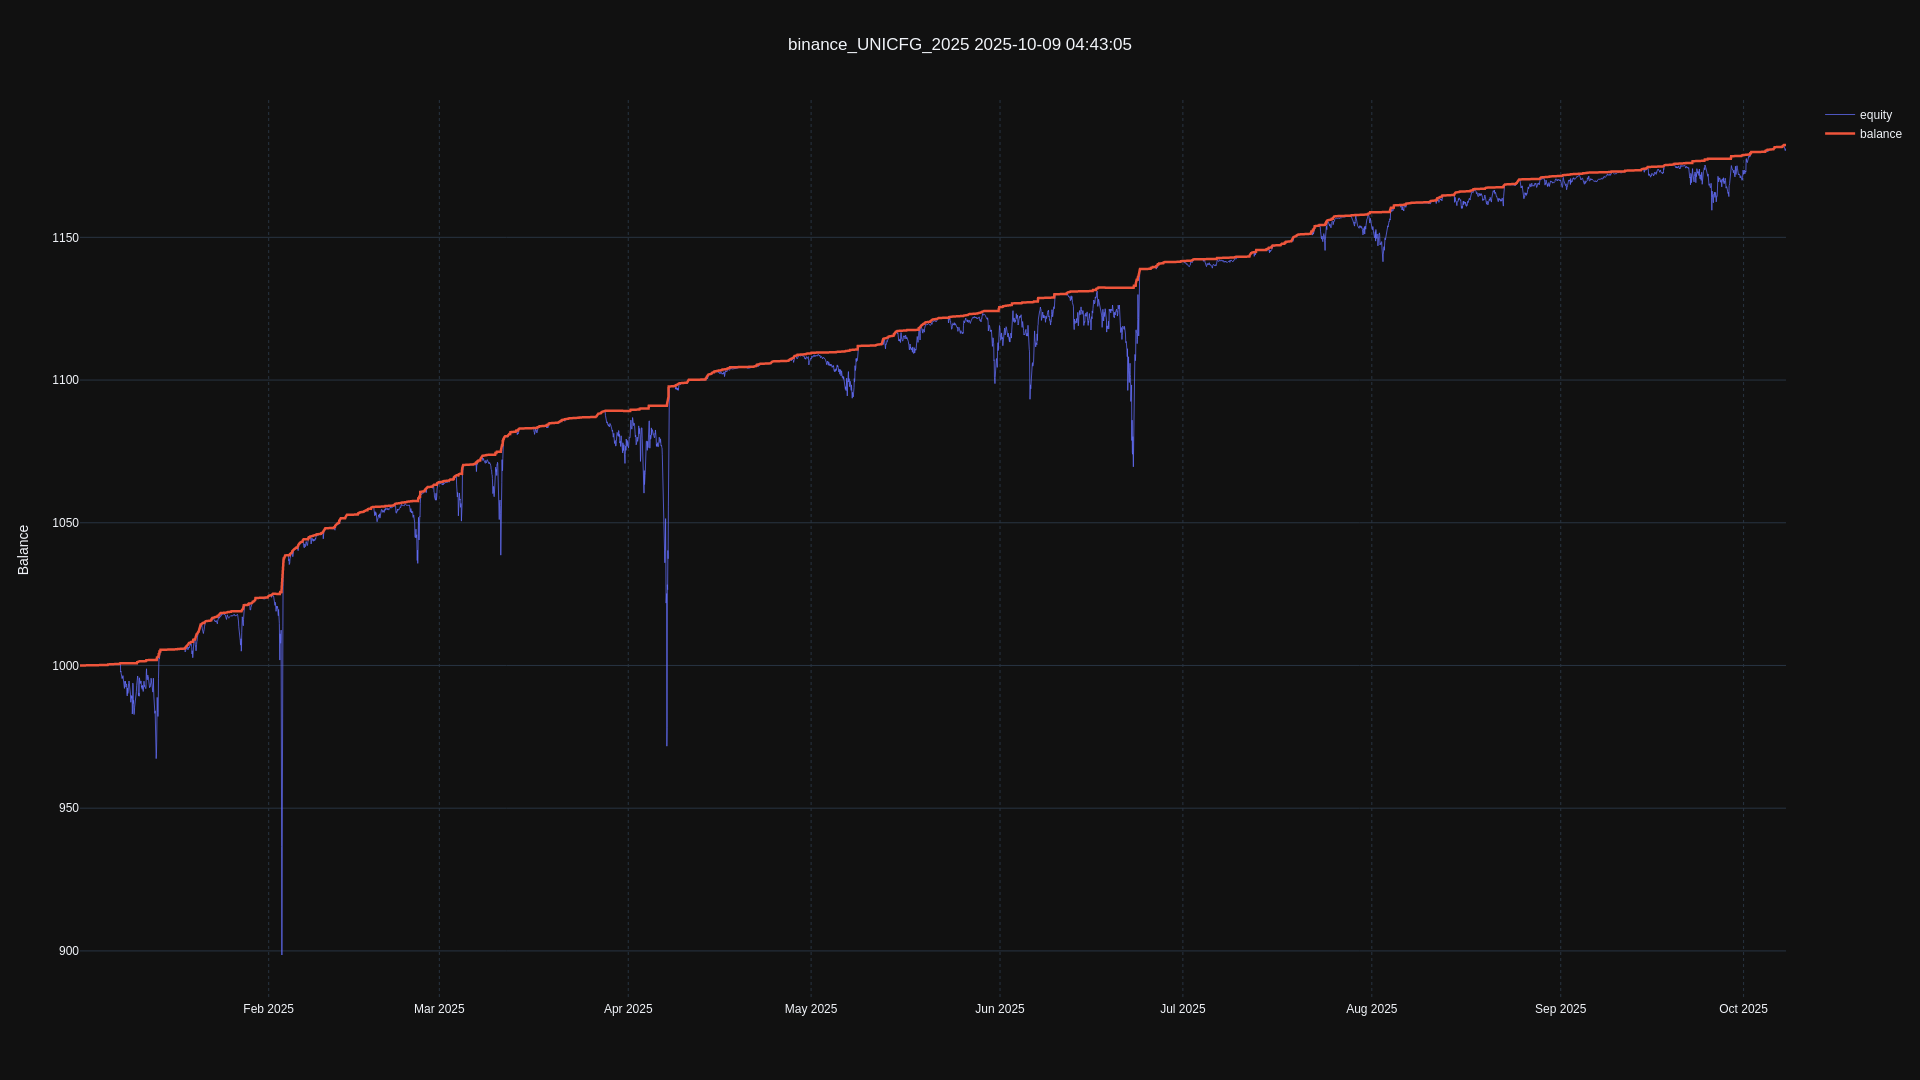 binance_UNICFG_2025 2025-10-09 04:43:05
equity
balance
1150
1100
1050
1000
950
900
Balance
Feb 2025
Mar 2025
Apr 2025
May 2025
Jun 2025
Jul 2025
Aug 2025
Sep 2025
Oct 2025